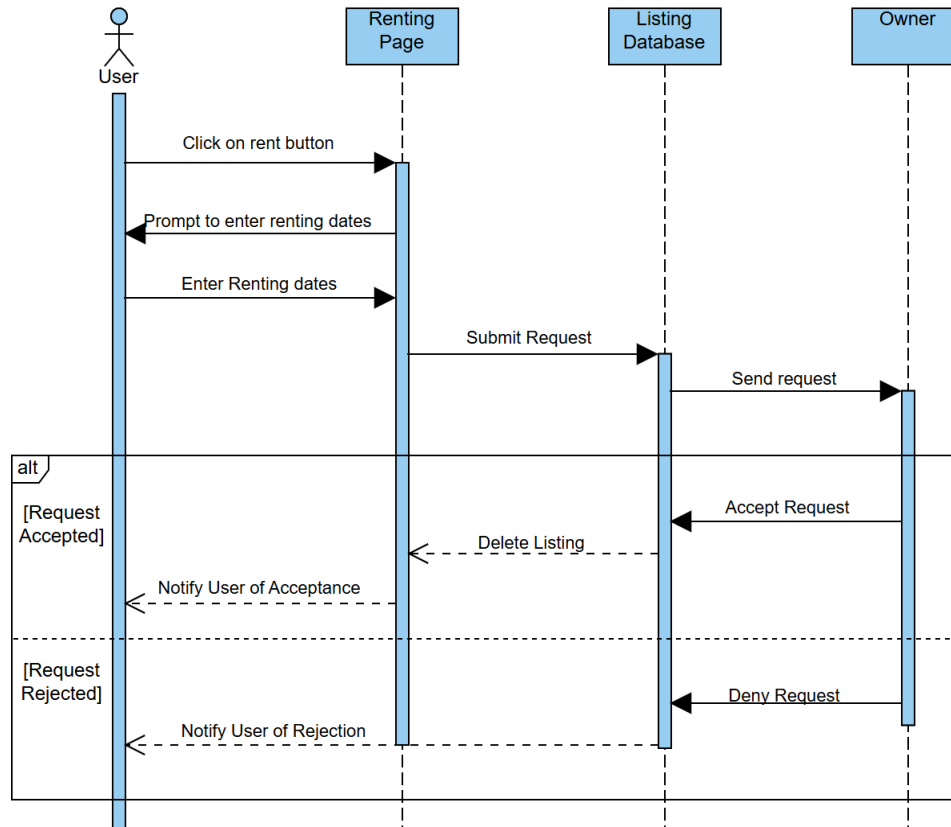 Renting
Page
Listing
Database
Owner
User
Click on rent button
Prompt to enter renting dates
Enter Renting dates
Submit Request
Send request
alt
[Request
Accepted]
Accept Request
Delete Listing
Notify User of Acceptance
[Request
Rejected]
Deny Request
Notify User of Rejection